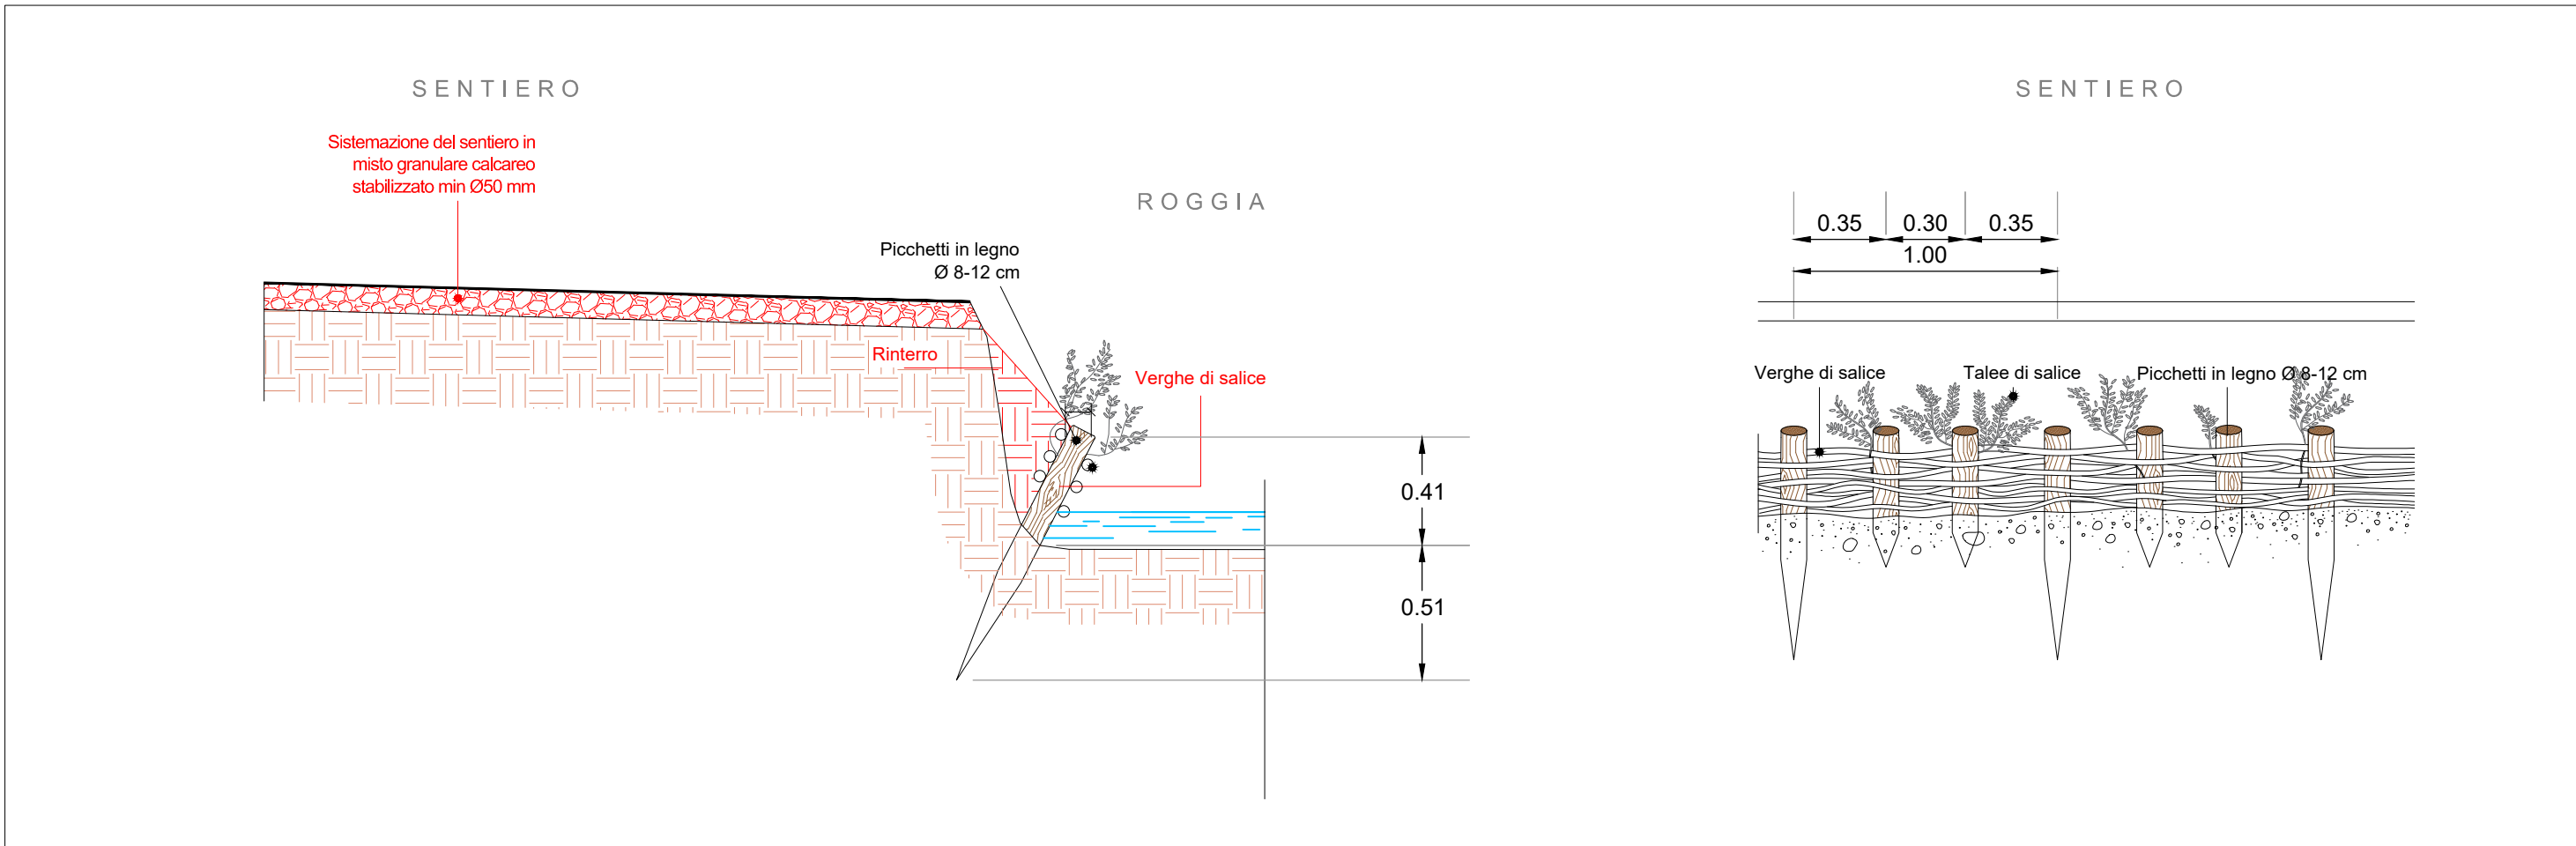 SENTIERO
Sistemazione del sentiero in
misto granulare calcareo
stabilizzato min Ø50 mm
ROGGIA
Picchetti in legno
Ø 8-12 cm
Rinterro
Verghe di salice
0.41
0.51
SENTIERO
0.35 0.30 0.35
1.00
Verghe di salice
Talee di salice
Picchetti in legno Ø 8-12 cm